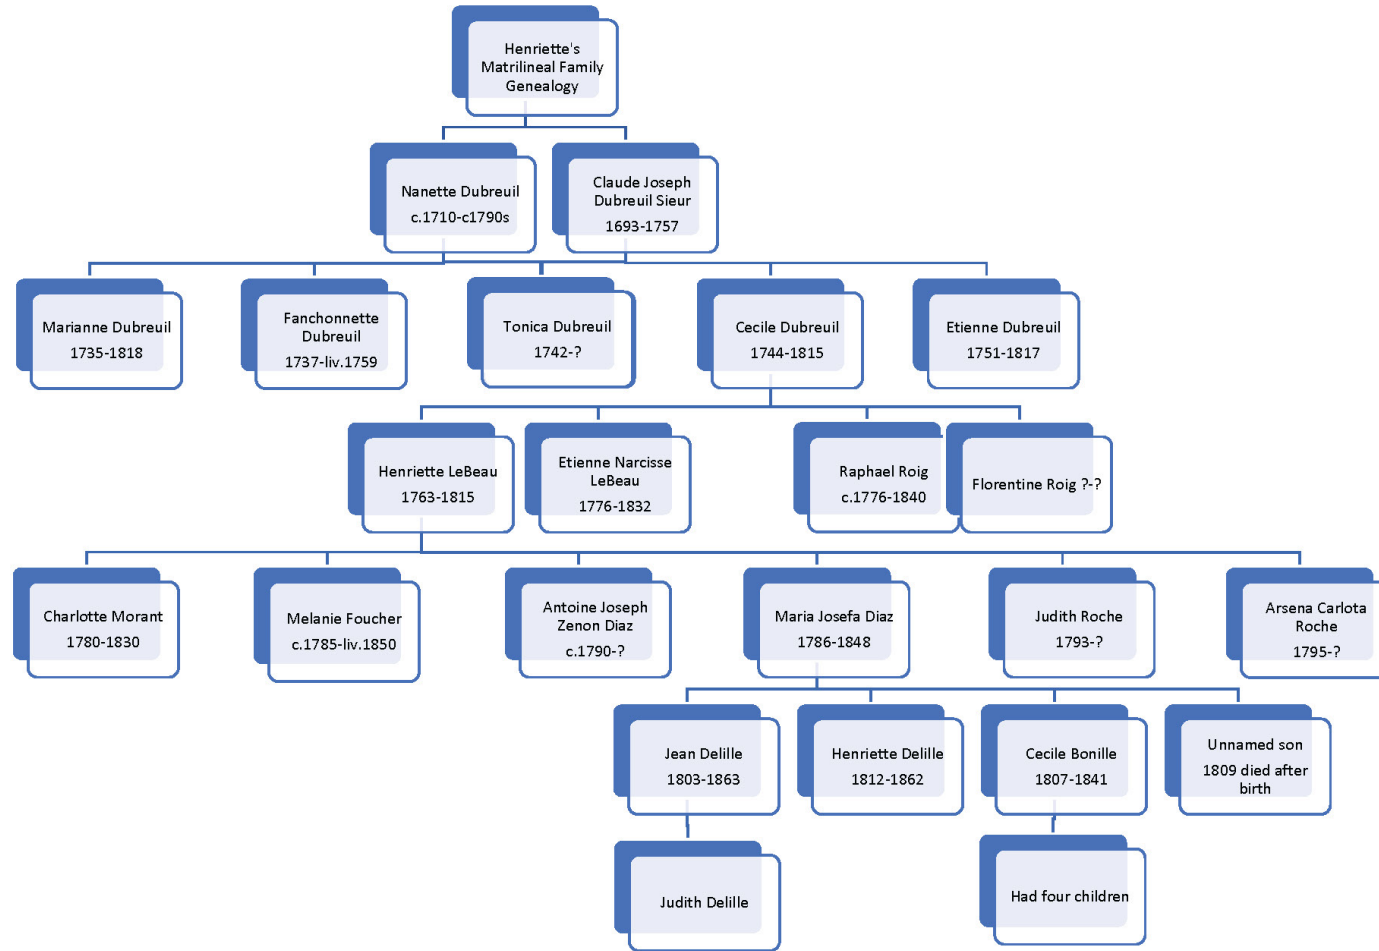 Henriette's
Matrilineal Family
Genealogy
Nanette Dubreuil
c.1710-c1790s
Claude Joseph
Dubreuil Sieur
1693-1757
Marianne Dubreuil
1735-1818
Fanchonnette
Dubreuil
1737-liv.1759
Tonica Dubreuil
1742-?
Cecile Dubreuil
1744-1815
Etienne Dubreuil
1751-1817
Henriette LeBeau
1763-1815
Etienne Narcisse
LeBeau
1776-1832
Raphael Roig
c.1776-1840
Florentine Roig ?-?
Charlotte Morant
1780-1830
Melanie Foucher
c.1785-liv.1850
Antoine Joseph
Zenon Diaz
c.1790-?
Maria Josefa Diaz
1786-1848
Judith Roche
1793-?
Arsena Carlota
Roche
1795-?
Jean Delille
1803-1863
Henriette Delille
1812-1862
Cecile Bonille
1807-1841
Unnamed son
1809 died after
birth
Judith Delille
Had four children